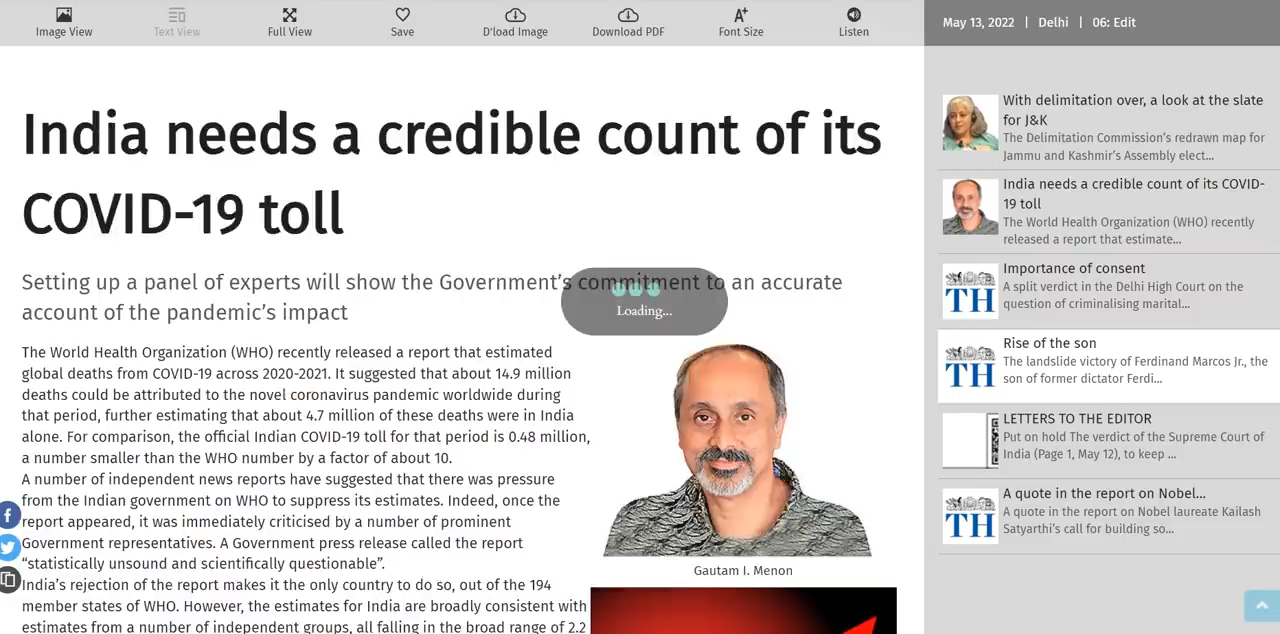 Image View
Text View
Full View
Save
D'load Image
Download PDF
Font Size
Listen
May 13, 2022 | Delhi | 06: Edit
India needs a credible count of its
COVID-19 toll
Setting up a panel of experts will show the Government's commitment to an accurate
account of the pandemic's impact
Loading...
The World Health Organization (WHO) recently released a report that estimated
global deaths from COVID-19 across 2020-2021. It suggested that about 14.9 million
deaths could be attributed to the novel coronavirus pandemic worldwide during
that period, further estimating that about 4.7 million of these deaths were in India
alone. For comparison, the official Indian COVID-19 toll for that period is 0.48 million,
a number smaller than the WHO number by a factor of about 10.
A number of independent news reports have suggested that there was pressure
from the Indian government on WHO to suppress its estimates. Indeed, once the
report appeared, it was immediately criticised by a number of prominent
Government representatives. A Government press release called the report
“statistically unsound and scientifically questionable”.
India's rejection of the report makes it the only country to do so, out of the 194
member states of WHO. However, the estimates for India are broadly consistent with
estimates from a number of independent groups, all falling in the broad range of 2.2
Gautam I. Menon
With delimitation over, a look at the slate
for J&K
The Delimitation Commission's redrawn map for
Jammu and Kashmir's Assembly elect...
India needs a credible count of its COVID-
19 toll
The World Health Organization (WHO) recently
released a report that estimate...
TH
Importance of consent
A split verdict in the Delhi High Court on the
question of criminalising marital...
TH
Rise of the son
The landslide victory of Ferdinand Marcos Jr., the
son of former dictator Ferdi...
LETTERS TO THE EDITOR
Put on hold The verdict of the Supreme Court of
India (Page 1, May 12), to keep ...
TH
A quote in the report on Nobel...
A quote in the report on Nobel laureate Kailash
Satyarthi's call for building so...